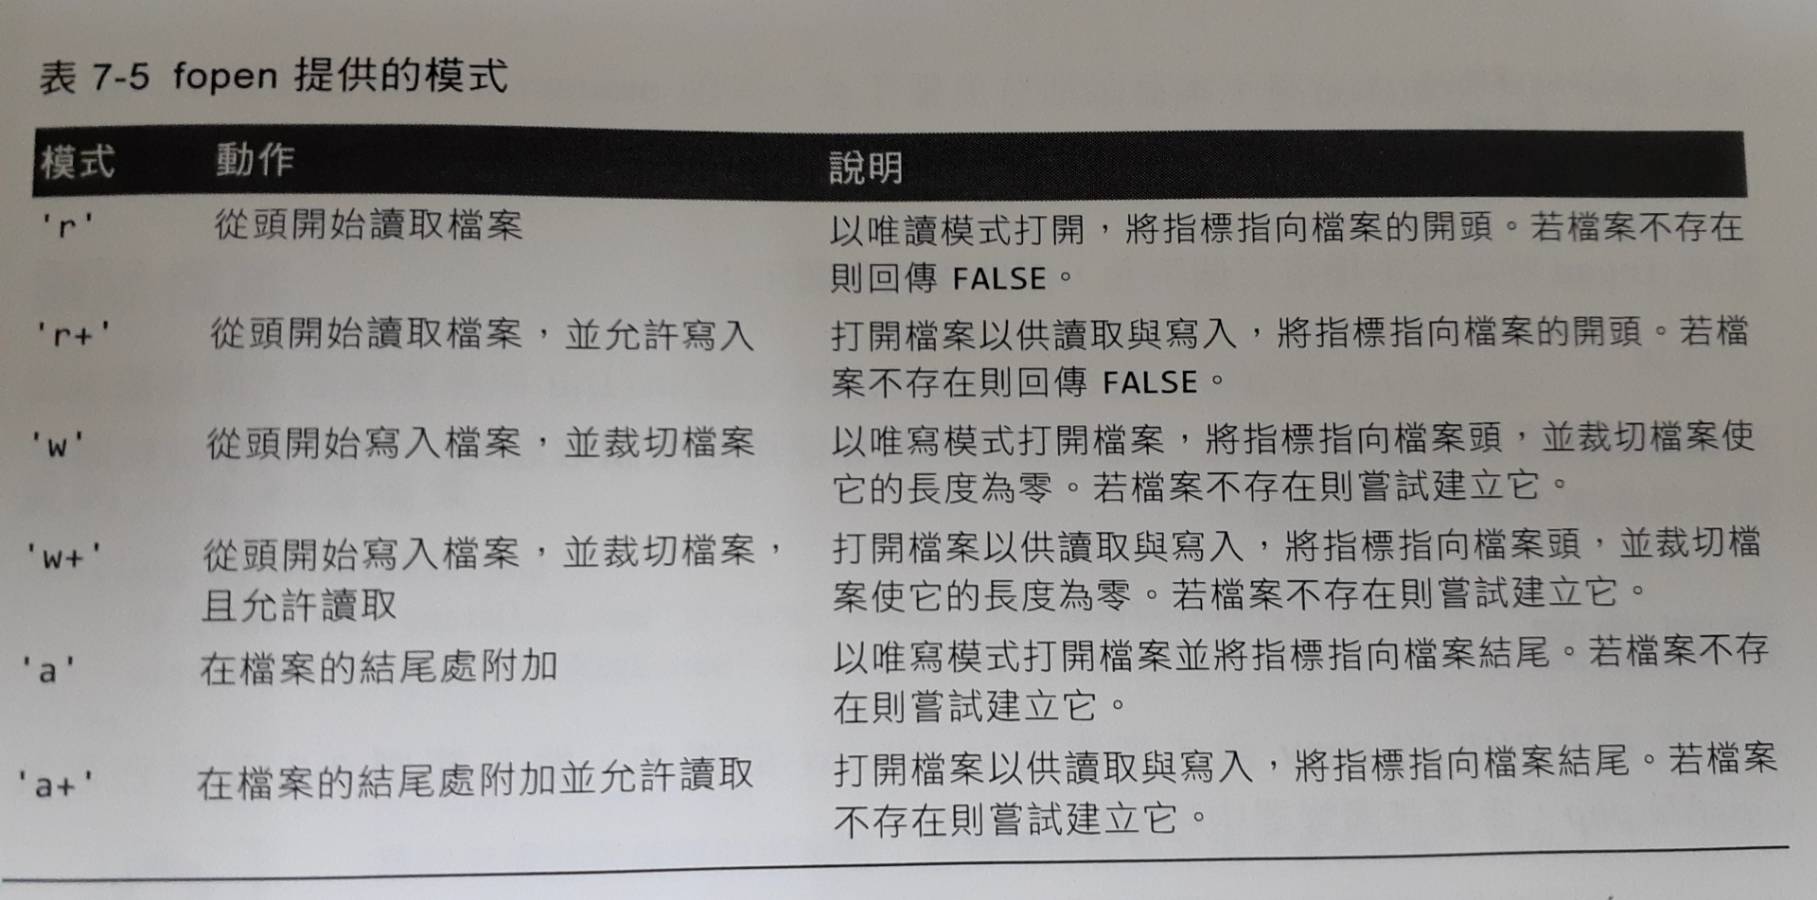 表 7-5 fopen 提供的模式
模式 動作 說明
'r' 從頭開始讀取檔案 以唯讀模式打開，將指標指向檔案的開頭。若檔案不存在
則回傳 FALSE。
'r+' 從頭開始讀取檔案，並允許寫入 打開檔案以供讀取與寫入，將指標指向檔案的開頭。若檔
案不存在則回傳 FALSE。
'w' 從頭開始寫入檔案，並裁切檔案 以唯寫模式打開檔案，將指標指向檔案頭，並裁切檔案使
它的長度為零。若檔案不存在則嘗試建立它。
'w+' 從頭開始寫入檔案，並裁切檔案， 打開檔案以供讀取與寫入，將指標指向檔案頭，並裁切檔
且允許讀取 案使它的長度為零。若檔案不存在則嘗試建立它。
'a' 在檔案的結尾處附加 以唯寫模式打開檔案並將指標指向檔案結尾。若檔案不存
在則嘗試建立它。
'a+' 在檔案的結尾處附加並允許讀取 打開檔案以供讀取與寫入，將指標指向檔案結尾。若檔案
不存在則嘗試建立它。